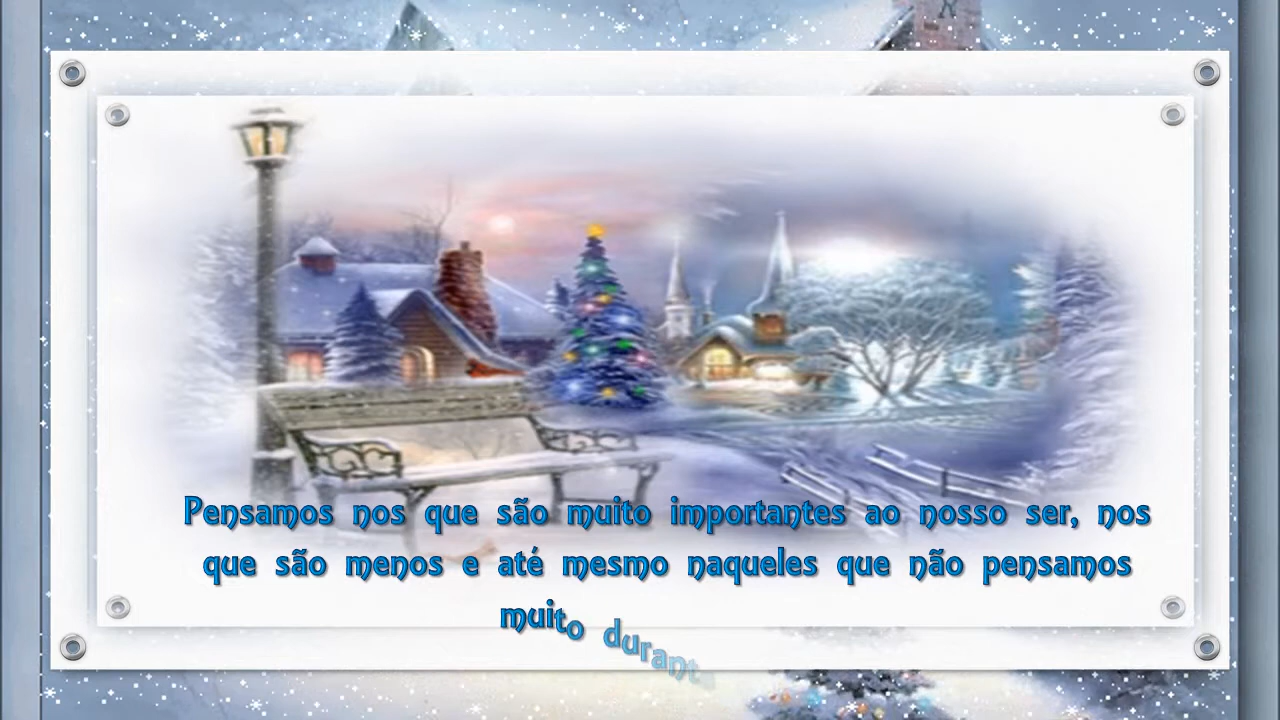 Pensamos nos que são muito importantes ao nosso ser, nos
que são menos e até mesmo naqueles que não pensamos
muito durant